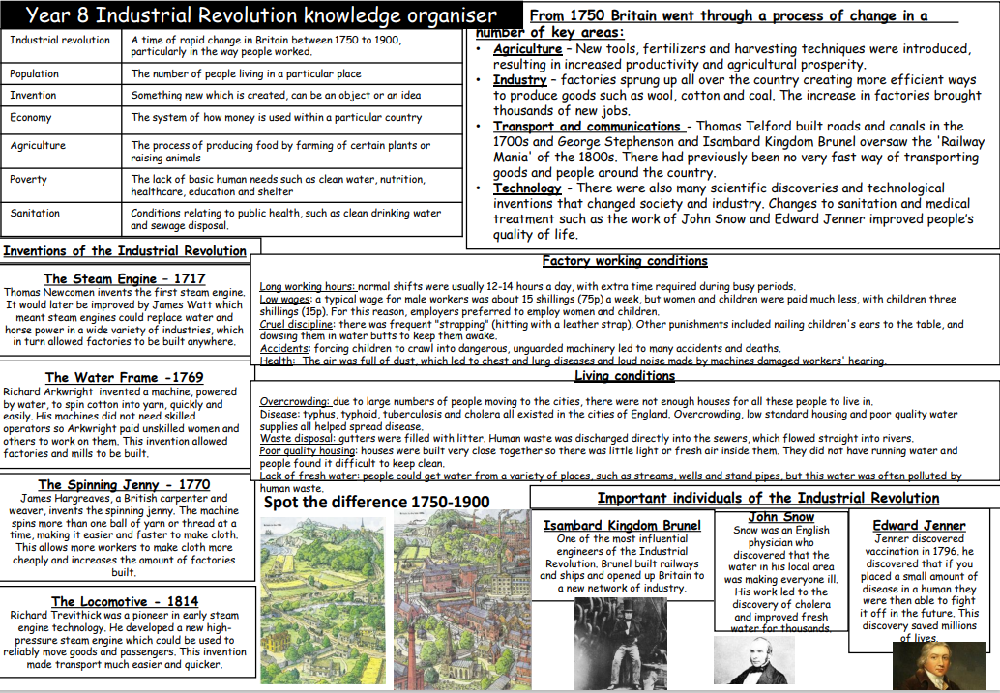 Year 8 Industrial Revolution knowledge organiser
Industrial revolution
A time of rapid change in Britain between 1750 to 1900,
particularly in the way people worked.
Population
The number of people living in a particular place
Invention
Something new which is created, can be an object or an idea
Economy
The system of how money is used within a particular country
Agriculture
The process of producing food by farming of certain plants or
raising animals
Poverty
The lack of basic human needs such as clean water, nutrition,
healthcare, education and shelter
Sanitation
Conditions relating to public health, such as clean drinking water
and sewage disposal.
From 1750 Britain went through a process of change in a
number of key areas:
• Agriculture – New tools, fertilizers and harvesting techniques were introduced,
resulting in increased productivity and agricultural prosperity.
• Industry – factories sprung up all over the country creating more efficient ways
to produce goods such as wool, cotton and coal. The increase in factories brought
thousands of new jobs.
• Transport and communications - Thomas Telford built roads and canals in the
1700s and George Stephenson and Isambard Kingdom Brunel oversaw the 'Railway
Mania' of the 1800s. There had previously been no very fast way of transporting
goods and people around the country.
• Technology - There were also many scientific discoveries and technological
inventions that changed society and industry. Changes to sanitation and medical
treatment such as the work of John Snow and Edward Jenner improved people's
quality of life.
Inventions of the Industrial Revolution
The Steam Engine – 1717
Thomas Newcomen invents the first steam engine.
It would later be improved by James Watt which
meant steam engines could replace water and
horse power in a wide variety of industries, which
in turn allowed factories to be built anywhere.
The Water Frame -1769
Richard Arkwright invented a machine, powered
by water, to spin cotton into yarn, quickly and
easily. His machines did not need skilled
operators so Arkwright paid unskilled women and
others to work on them. This invention allowed
factories and mills to be built.
The Spinning Jenny - 1770
James Hargreaves, a British carpenter and
weaver, invents the spinning jenny. The machine
spins more than one ball of yarn or thread at a
time, making it easier and faster to make cloth.
This allows more workers to make cloth more
cheaply and increases the amount of factories
built.
The Locomotive - 1814
Richard Trevithick was a pioneer in early steam
engine technology. He developed a new high-
pressure steam engine which could be used to
reliably move goods and passengers. This invention
made transport much easier and quicker.
Factory working conditions
Long working hours: normal shifts were usually 12-14 hours a day, with extra time required during busy periods.
Low wages: a typical wage for male workers was about 15 shillings (75p) a week, but women and children were paid much less, with children three
shillings (15p). For this reason, employers preferred to employ women and children.
Cruel discipline: there was frequent "strapping" (hitting with a leather strap). Other punishments included nailing children's ears to the table, and
dowsing them in water butts to keep them awake.
Accidents: forcing children to crawl into dangerous, unguarded machinery led to many accidents and deaths.
Health: The air was full of dust, which led to chest and lung diseases and loud noise made by machines damaged workers' hearing.
Living conditions
Overcrowding: due to large numbers of people moving to the cities, there were not enough houses for all these people to live in.
Disease: typhus, typhoid, tuberculosis and cholera all existed in the cities of England. Overcrowding, low standard housing and poor quality water
supplies all helped spread disease.
Waste disposal: gutters were filled with litter. Human waste was discharged directly into the sewers, which flowed straight into rivers.
Poor quality housing: houses were built very close together so there was little light or fresh air inside them. They did not have running water and
people found it difficult to keep clean.
Lack of fresh water: people could get water from a variety of places, such as streams, wells and stand pipes, but this water was often polluted by
human waste.
Spot the difference 1750-1900
Important individuals of the Industrial Revolution
Isambard Kingdom Brunel
One of the most influential
engineers of the Industrial
Revolution. Brunel built railways
and ships and opened up Britain to
a new network of industry.
John Snow
Snow was an English
physician who
discovered that the
water in his local area
was making everyone ill.
His work led to the
discovery of cholera
and improved fresh
water for thousands.
Edward Jenner
Jenner discovered
vaccination in 1796. he
discovered that if you
placed a small amount of
disease in a human they
were then able to fight
it off in the future. This
discovery saved millions
of lives.